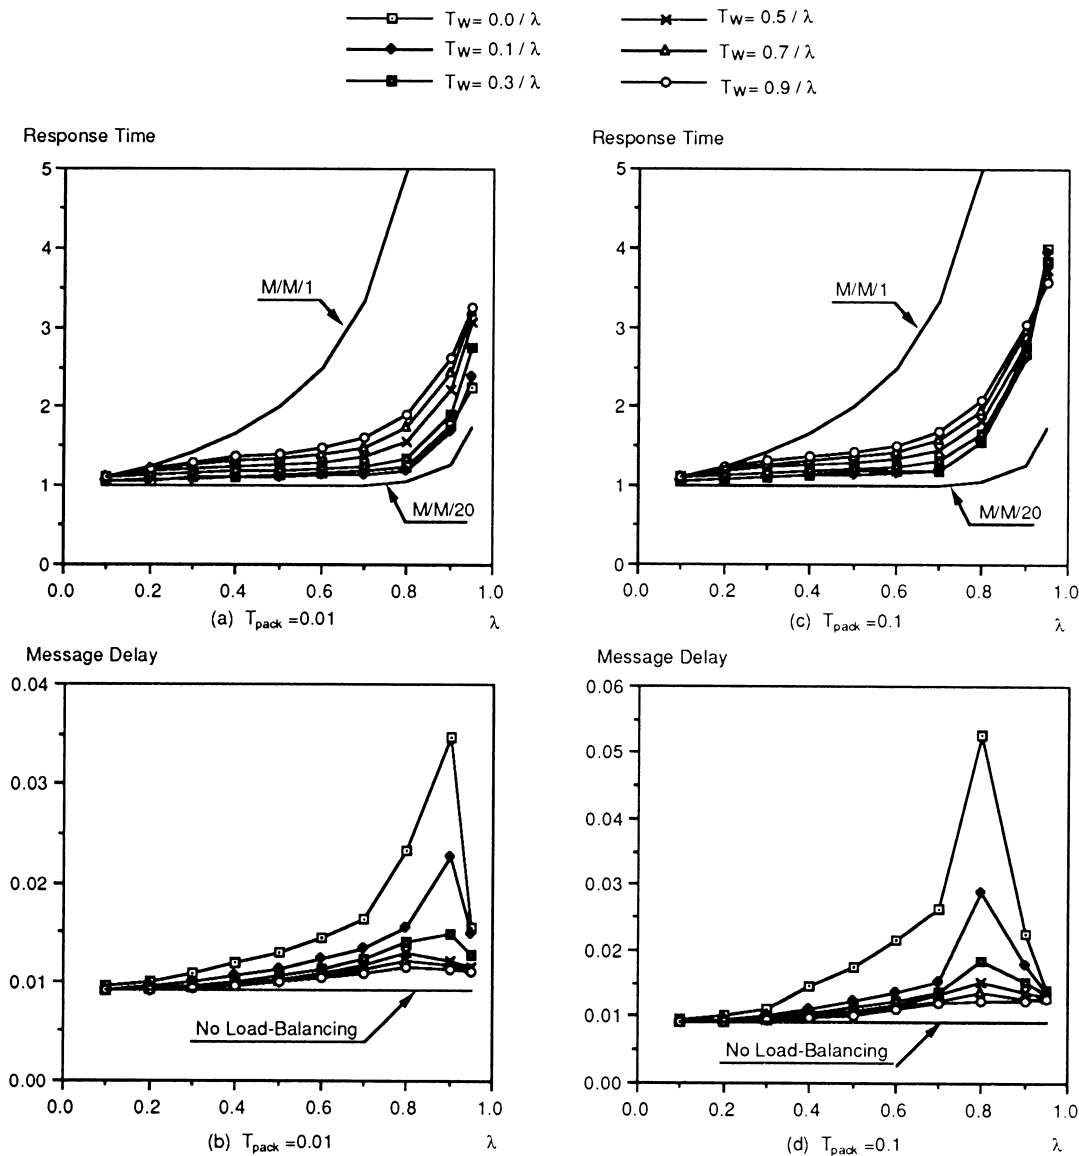 T W= 0.0 / λ
T W= 0.1 / λ
T W= 0.3 / λ
T W= 0.5 / λ
T W= 0.7 / λ
T W= 0.9 / λ
Response Time
5
4
3
2
1
0
M/M/1
M/M/20
0.0 0.2 0.4 0.6 0.8 1.0
(a) Tpack =0.01 λ
Response Time
5
4
3
2
1
0
M/M/1
M/M/20
0.0 0.2 0.4 0.6 0.8 1.0
(c) Tpack =0.1 λ
Message Delay
0.04
0.03
0.02
0.01
0.00
No Load-Balancing
0.0 0.2 0.4 0.6 0.8 1.0
(b) Tpack =0.01 λ
Message Delay
0.06
0.05
0.04
0.03
0.02
0.01
0.00
No Load-Balancing
0.0 0.2 0.4 0.6 0.8 1.0
(d) Tpack =0.1 λ